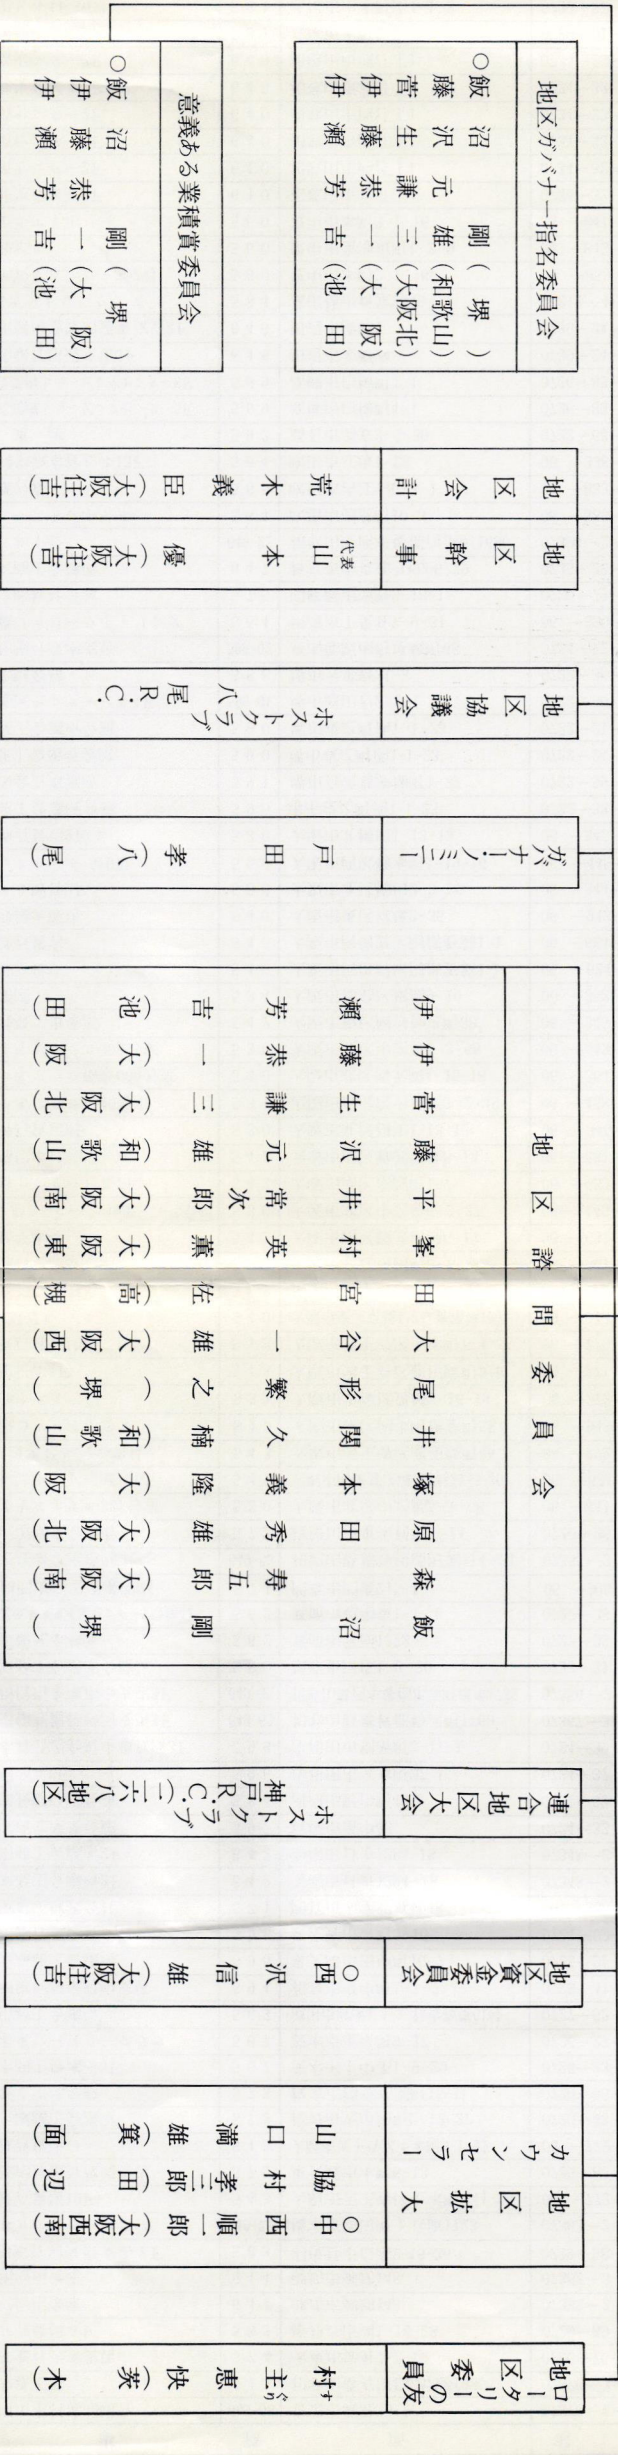 地区ガバナー指名委員会
○飯沼 剛(堺)
藤沢元雄(和歌山)
菅生謙三(大阪北)
伊藤恭一(大阪)
伊瀬芳吉(池田)
意義ある業積賞委員会
○飯沼 剛(堺)
伊藤恭一(大阪)
伊瀬芳吉(池田)
地区幹事
代表 山本 優(大阪住吉)
地区会計
荒木義臣(大阪住吉)
地区協議会
ホストクラブ
八尾R.C.
ガバナー・ノミニー
戸田 孝(八尾)
地区諮問委員会
伊瀬芳吉(池田)
伊藤恭一(大阪)
菅生謙三(大阪北)
藤沢元雄(和歌山)
平井常次郎(大阪南)
峯村英薫(大阪東)
田宮 佐(高槻)
大谷一雄(大阪西)
尾形繁之(堺)
井関久楠(和歌山)
塚本義隆(大阪)
原田秀雄(大阪北)
森 寿五郎(大阪南)
飯沼 剛(堺)
連合地区大会
ホストクラブ
神戸R.C.(二六八地区)
地区資金委員会
○西沢信雄(大阪住吉)
地区拡大
カウンセラー
○中西順一郎(大阪西南)
脇村孝三郎(田辺)
山口満雄(箕面)
ロータリーの友
地区委員
村主恵快(茨木)
すぐり